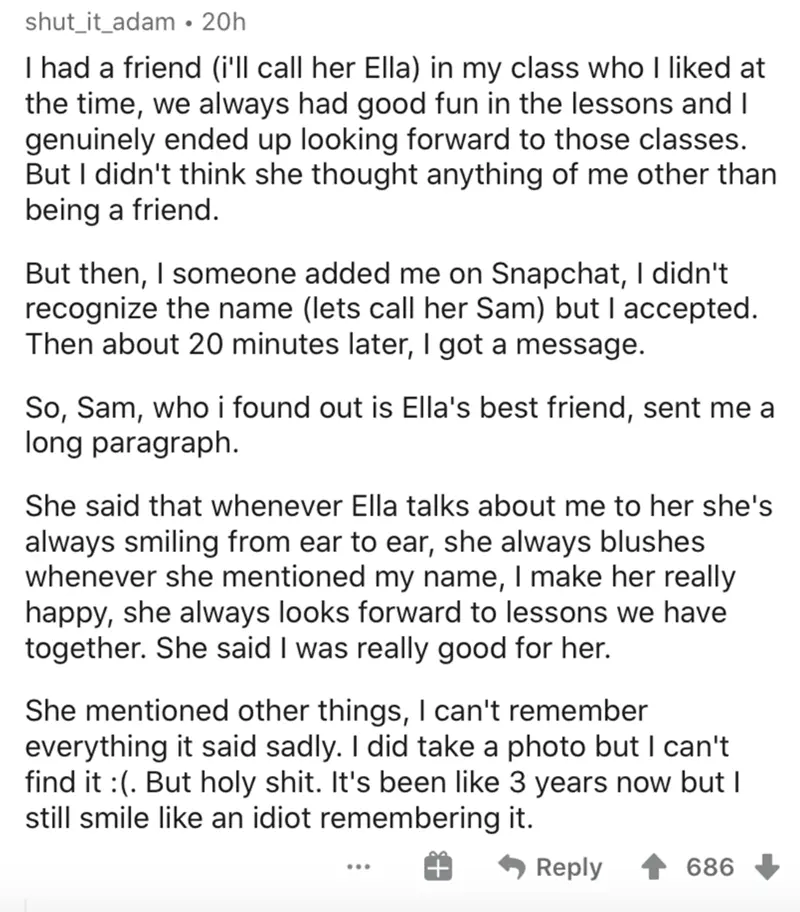 shut_it_adam • 20h
I had a friend (i'll call her Ella) in my class who I liked at
the time, we always had good fun in the lessons and I
genuinely ended up looking forward to those classes.
But I didn't think she thought anything of me other than
being a friend.
But then, I someone added me on Snapchat, I didn't
recognize the name (lets call her Sam) but I accepted.
Then about 20 minutes later, I got a message.
So, Sam, who i found out is Ella's best friend, sent me a
long paragraph.
She said that whenever Ella talks about me to her she's
always smiling from ear to ear, she always blushes
whenever she mentioned my name, I make her really
happy, she always looks forward to lessons we have
together. She said I was really good for her.
She mentioned other things, I can't remember
everything it said sadly. I did take a photo but I can't
find it :(. But holy shit. It's been like 3 years now but I
still smile like an idiot remembering it.
••• Reply 686